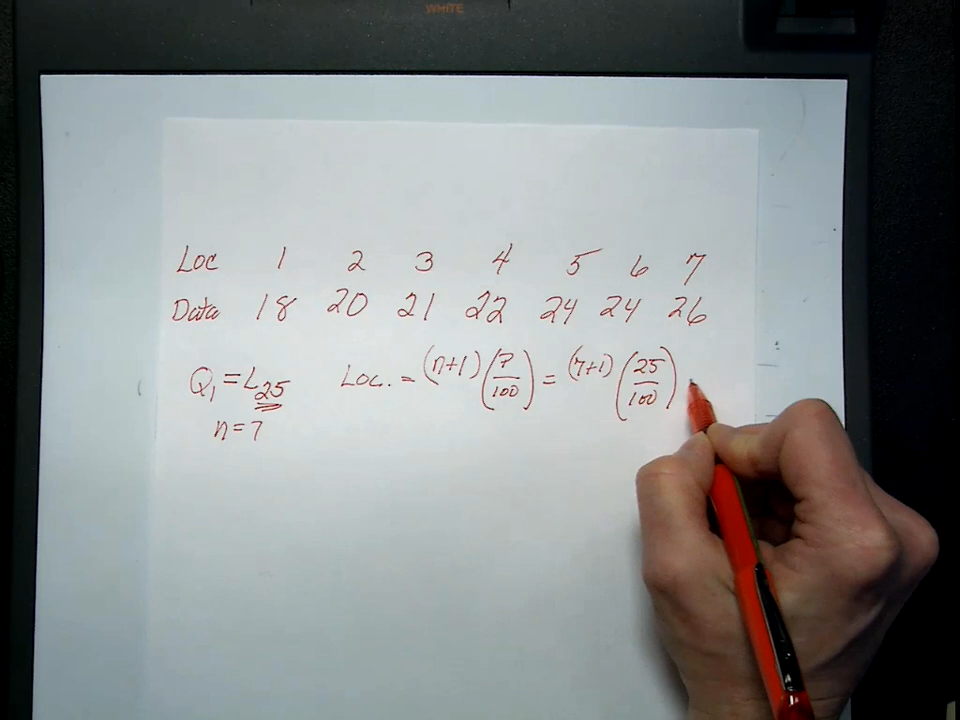 WHITE
Loc 1 2 3 4 5 6 7
Data 18 20 21 22 24 24 26
Q₁ = L₂₅ Loc. = (n+1) (7/100) = (7+1) (25/100)
n = 7